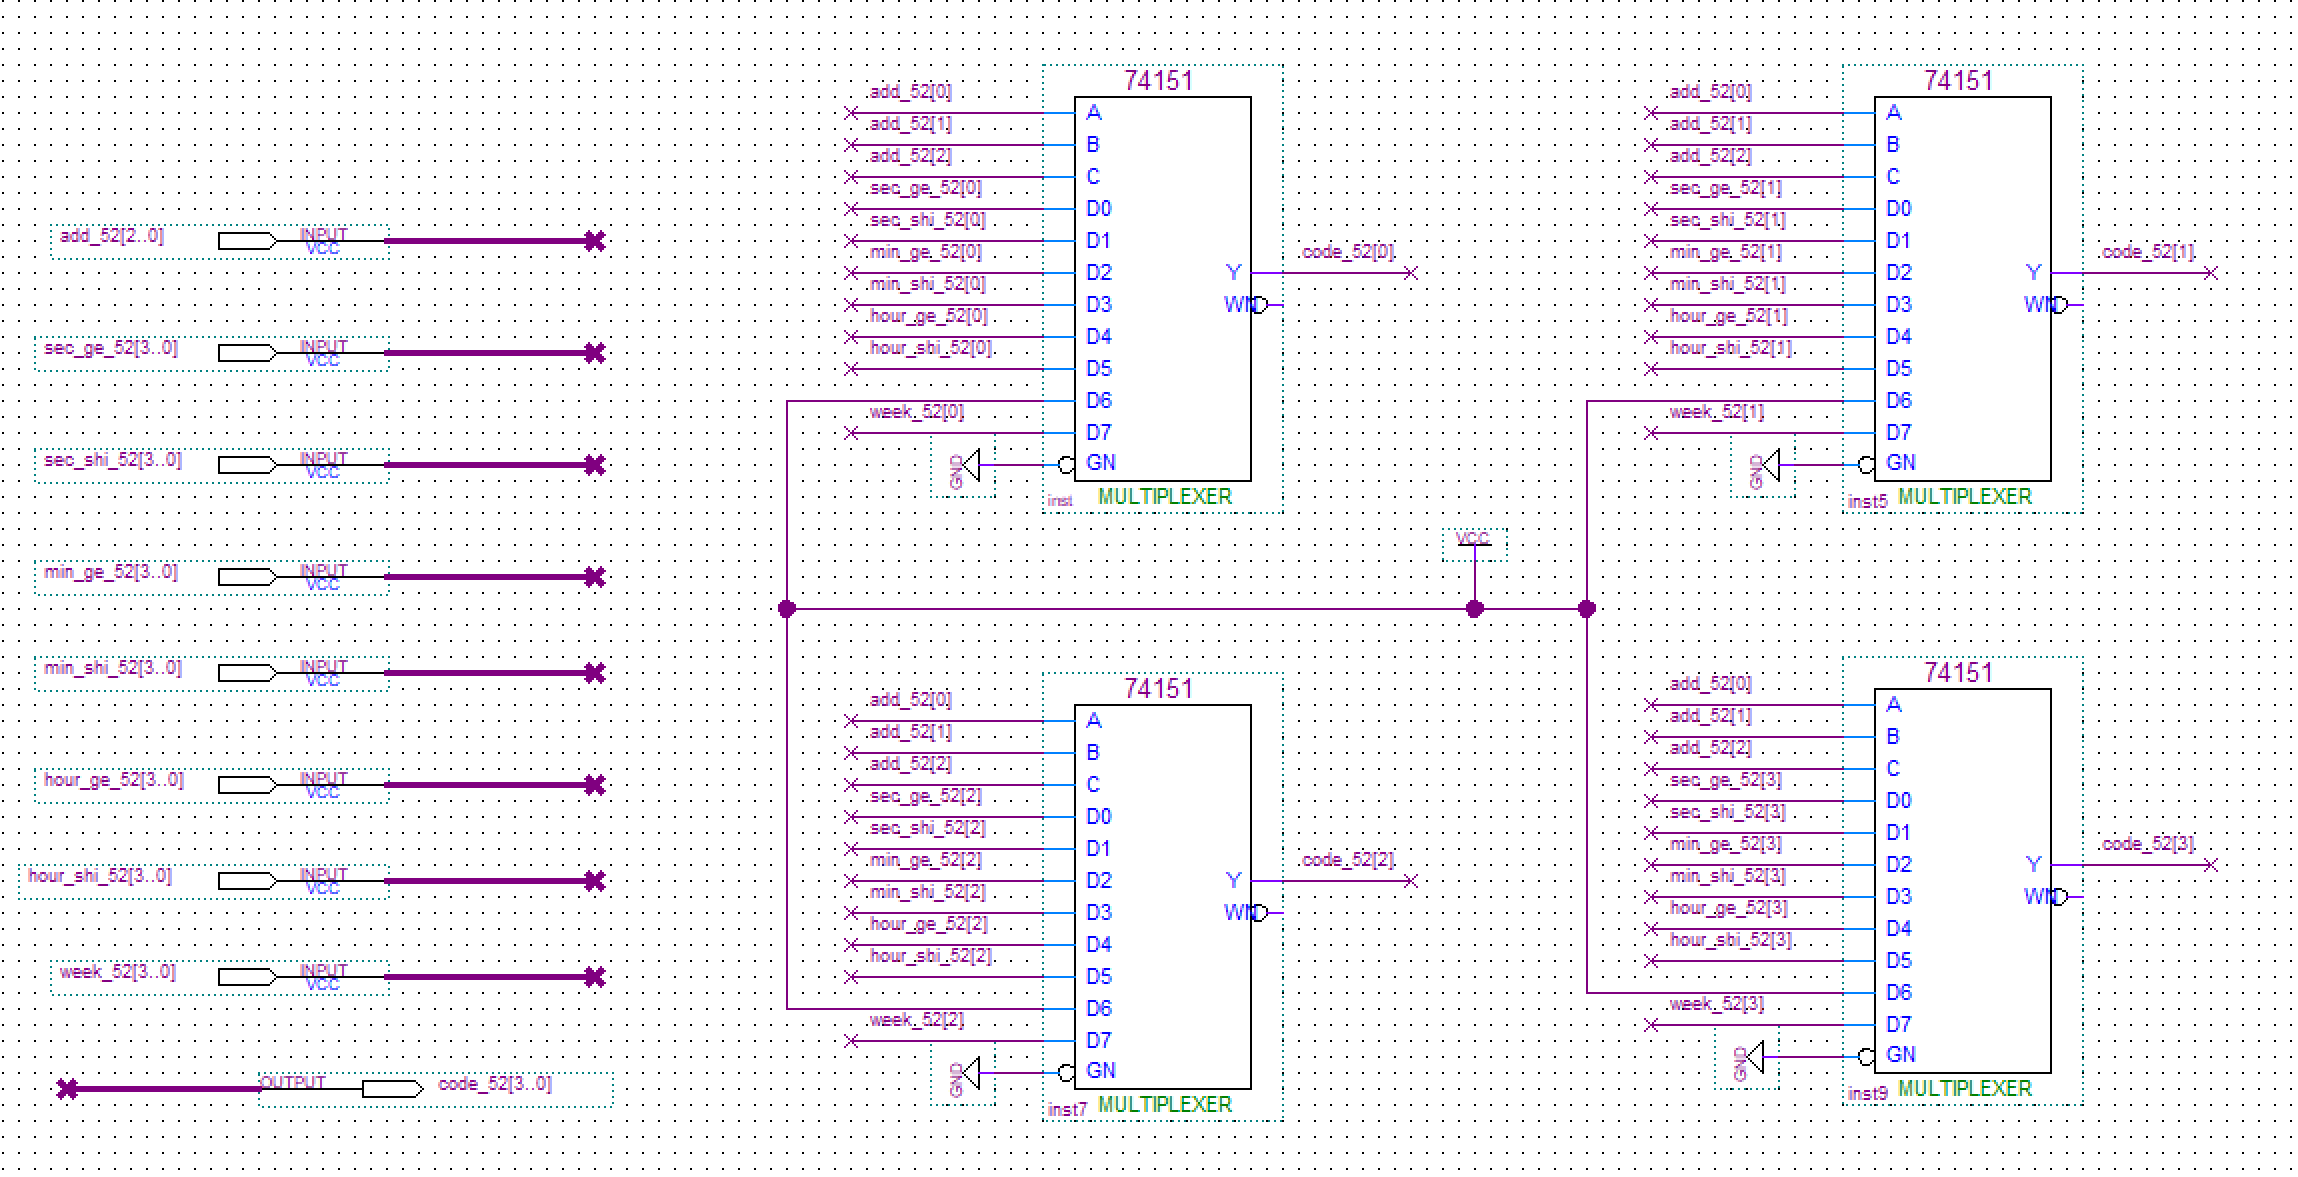 add_52[2..0]
INPUT
VCC
sec_ge_52[3..0]
INPUT
VCC
sec_shi_52[3..0]
INPUT
VCC
min_ge_52[3..0]
INPUT
VCC
min_shi_52[3..0]
INPUT
VCC
hour_ge_52[3..0]
INPUT
VCC
hour_shi_52[3..0]
INPUT
VCC
week_52[3..0]
INPUT
VCC
OUTPUT
code_52[3..0]
74151
add_52[0]
A
add_52[1]
B
add_52[2]
C
sec_ge_52[0]
D0
sec_shi_52[0]
D1
min_ge_52[0]
D2
min_shi_52[0]
D3
hour_ge_52[0]
D4
hour_shi_52[0]
D5
D6
week_52[0]
D7
GND
GN
Y
code_52[0]
WN
inst
MULTIPLEXER
74151
add_52[0]
A
add_52[1]
B
add_52[2]
C
sec_ge_52[1]
D0
sec_shi_52[1]
D1
min_ge_52[1]
D2
min_shi_52[1]
D3
hour_ge_52[1]
D4
hour_shi_52[1]
D5
D6
week_52[1]
D7
GND
GN
Y
code_52[1]
WN
inst5
MULTIPLEXER
VCC
74151
add_52[0]
A
add_52[1]
B
add_52[2]
C
sec_ge_52[2]
D0
sec_shi_52[2]
D1
min_ge_52[2]
D2
min_shi_52[2]
D3
hour_ge_52[2]
D4
hour_shi_52[2]
D5
D6
week_52[2]
D7
GND
GN
Y
code_52[2]
WN
inst7
MULTIPLEXER
74151
add_52[0]
A
add_52[1]
B
add_52[2]
C
sec_ge_52[3]
D0
sec_shi_52[3]
D1
min_ge_52[3]
D2
min_shi_52[3]
D3
hour_ge_52[3]
D4
hour_shi_52[3]
D5
D6
week_52[3]
D7
GND
GN
Y
code_52[3]
WN
inst9
MULTIPLEXER